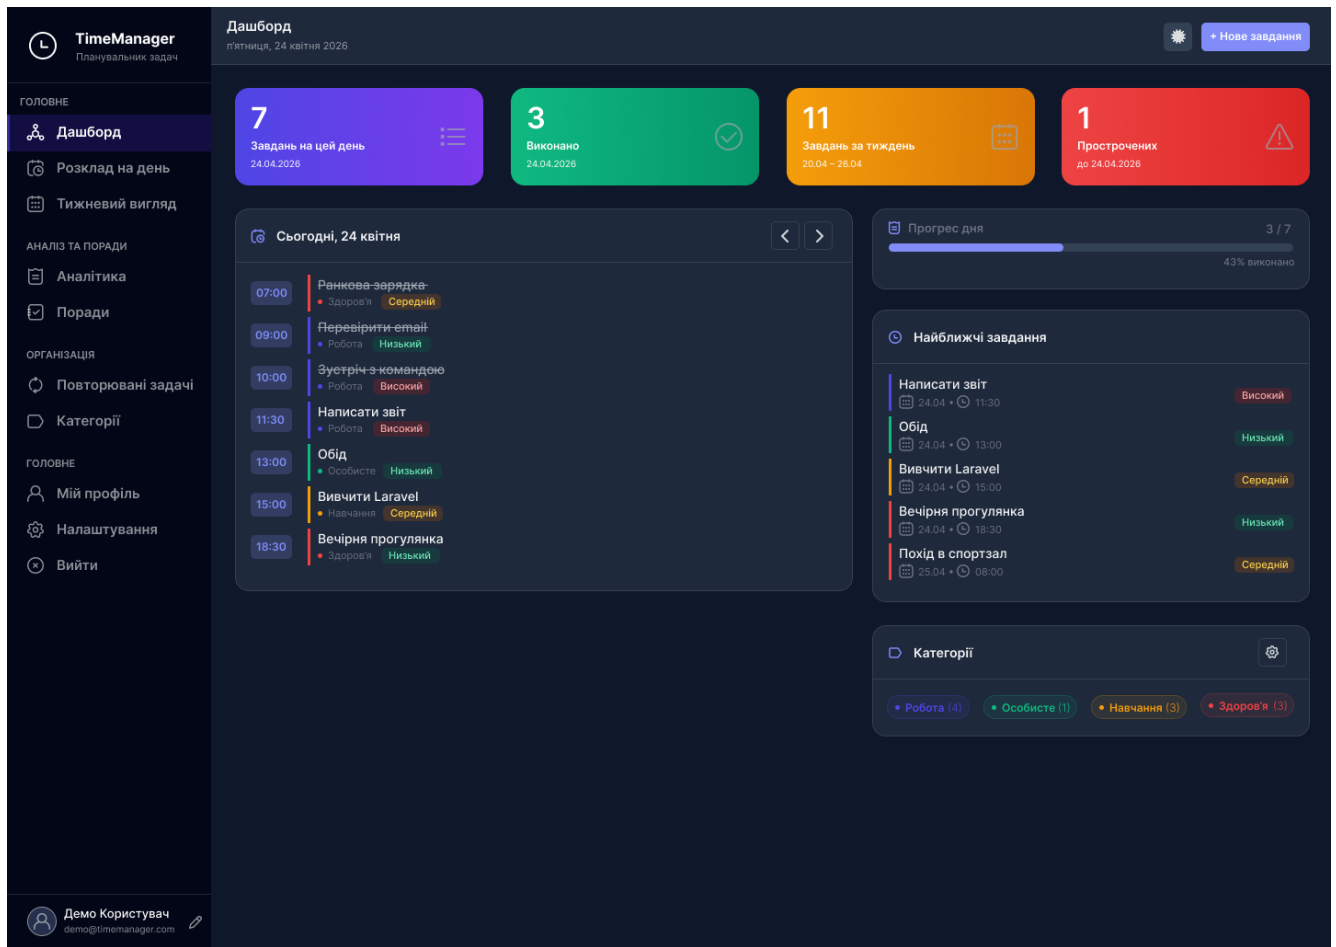 TimeManager
Планувальник задач
ГОЛОВНЕ
Дашборд
Розклад на день
Тижневий вигляд
АНАЛІЗ ТА ПОРАДИ
Аналітика
Поради
ОРГАНІЗАЦІЯ
Повторювані задачі
Категорії
ГОЛОВНЕ
Мій профіль
Налаштування
Вийти
Демо Користувач
demo@timemanager.com
Дашборд
п'ятниця, 24 квітня 2026
+ Нове завдання
7
Завдань на цей день
24.04.2026
3
Виконано
24.04.2026
11
Завдань за тиждень
20.04 – 26.04
1
Прострочених
до 24.04.2026
Сьогодні, 24 квітня
07:00
Ранкова зарядка
• Здоров'я Середній
09:00
Перевірити email
• Робота Низький
10:00
Зустріч з командою
• Робота Високий
11:30
Написати звіт
• Робота Високий
13:00
Обід
• Особисте Низький
15:00
Вивчити Laravel
• Навчання Середній
18:30
Вечірня прогулянка
• Здоров'я Низький
Прогрес дня 3 / 7
43% виконано
Найближчі завдання
Написати звіт
24.04 • 11:30
Високий
Обід
24.04 • 13:00
Низький
Вивчити Laravel
24.04 • 15:00
Середній
Вечірня прогулянка
24.04 • 18:30
Низький
Похід в спортзал
25.04 • 08:00
Середній
Категорії
• Робота (4) • Особисте (1) • Навчання (3) • Здоров'я (3)